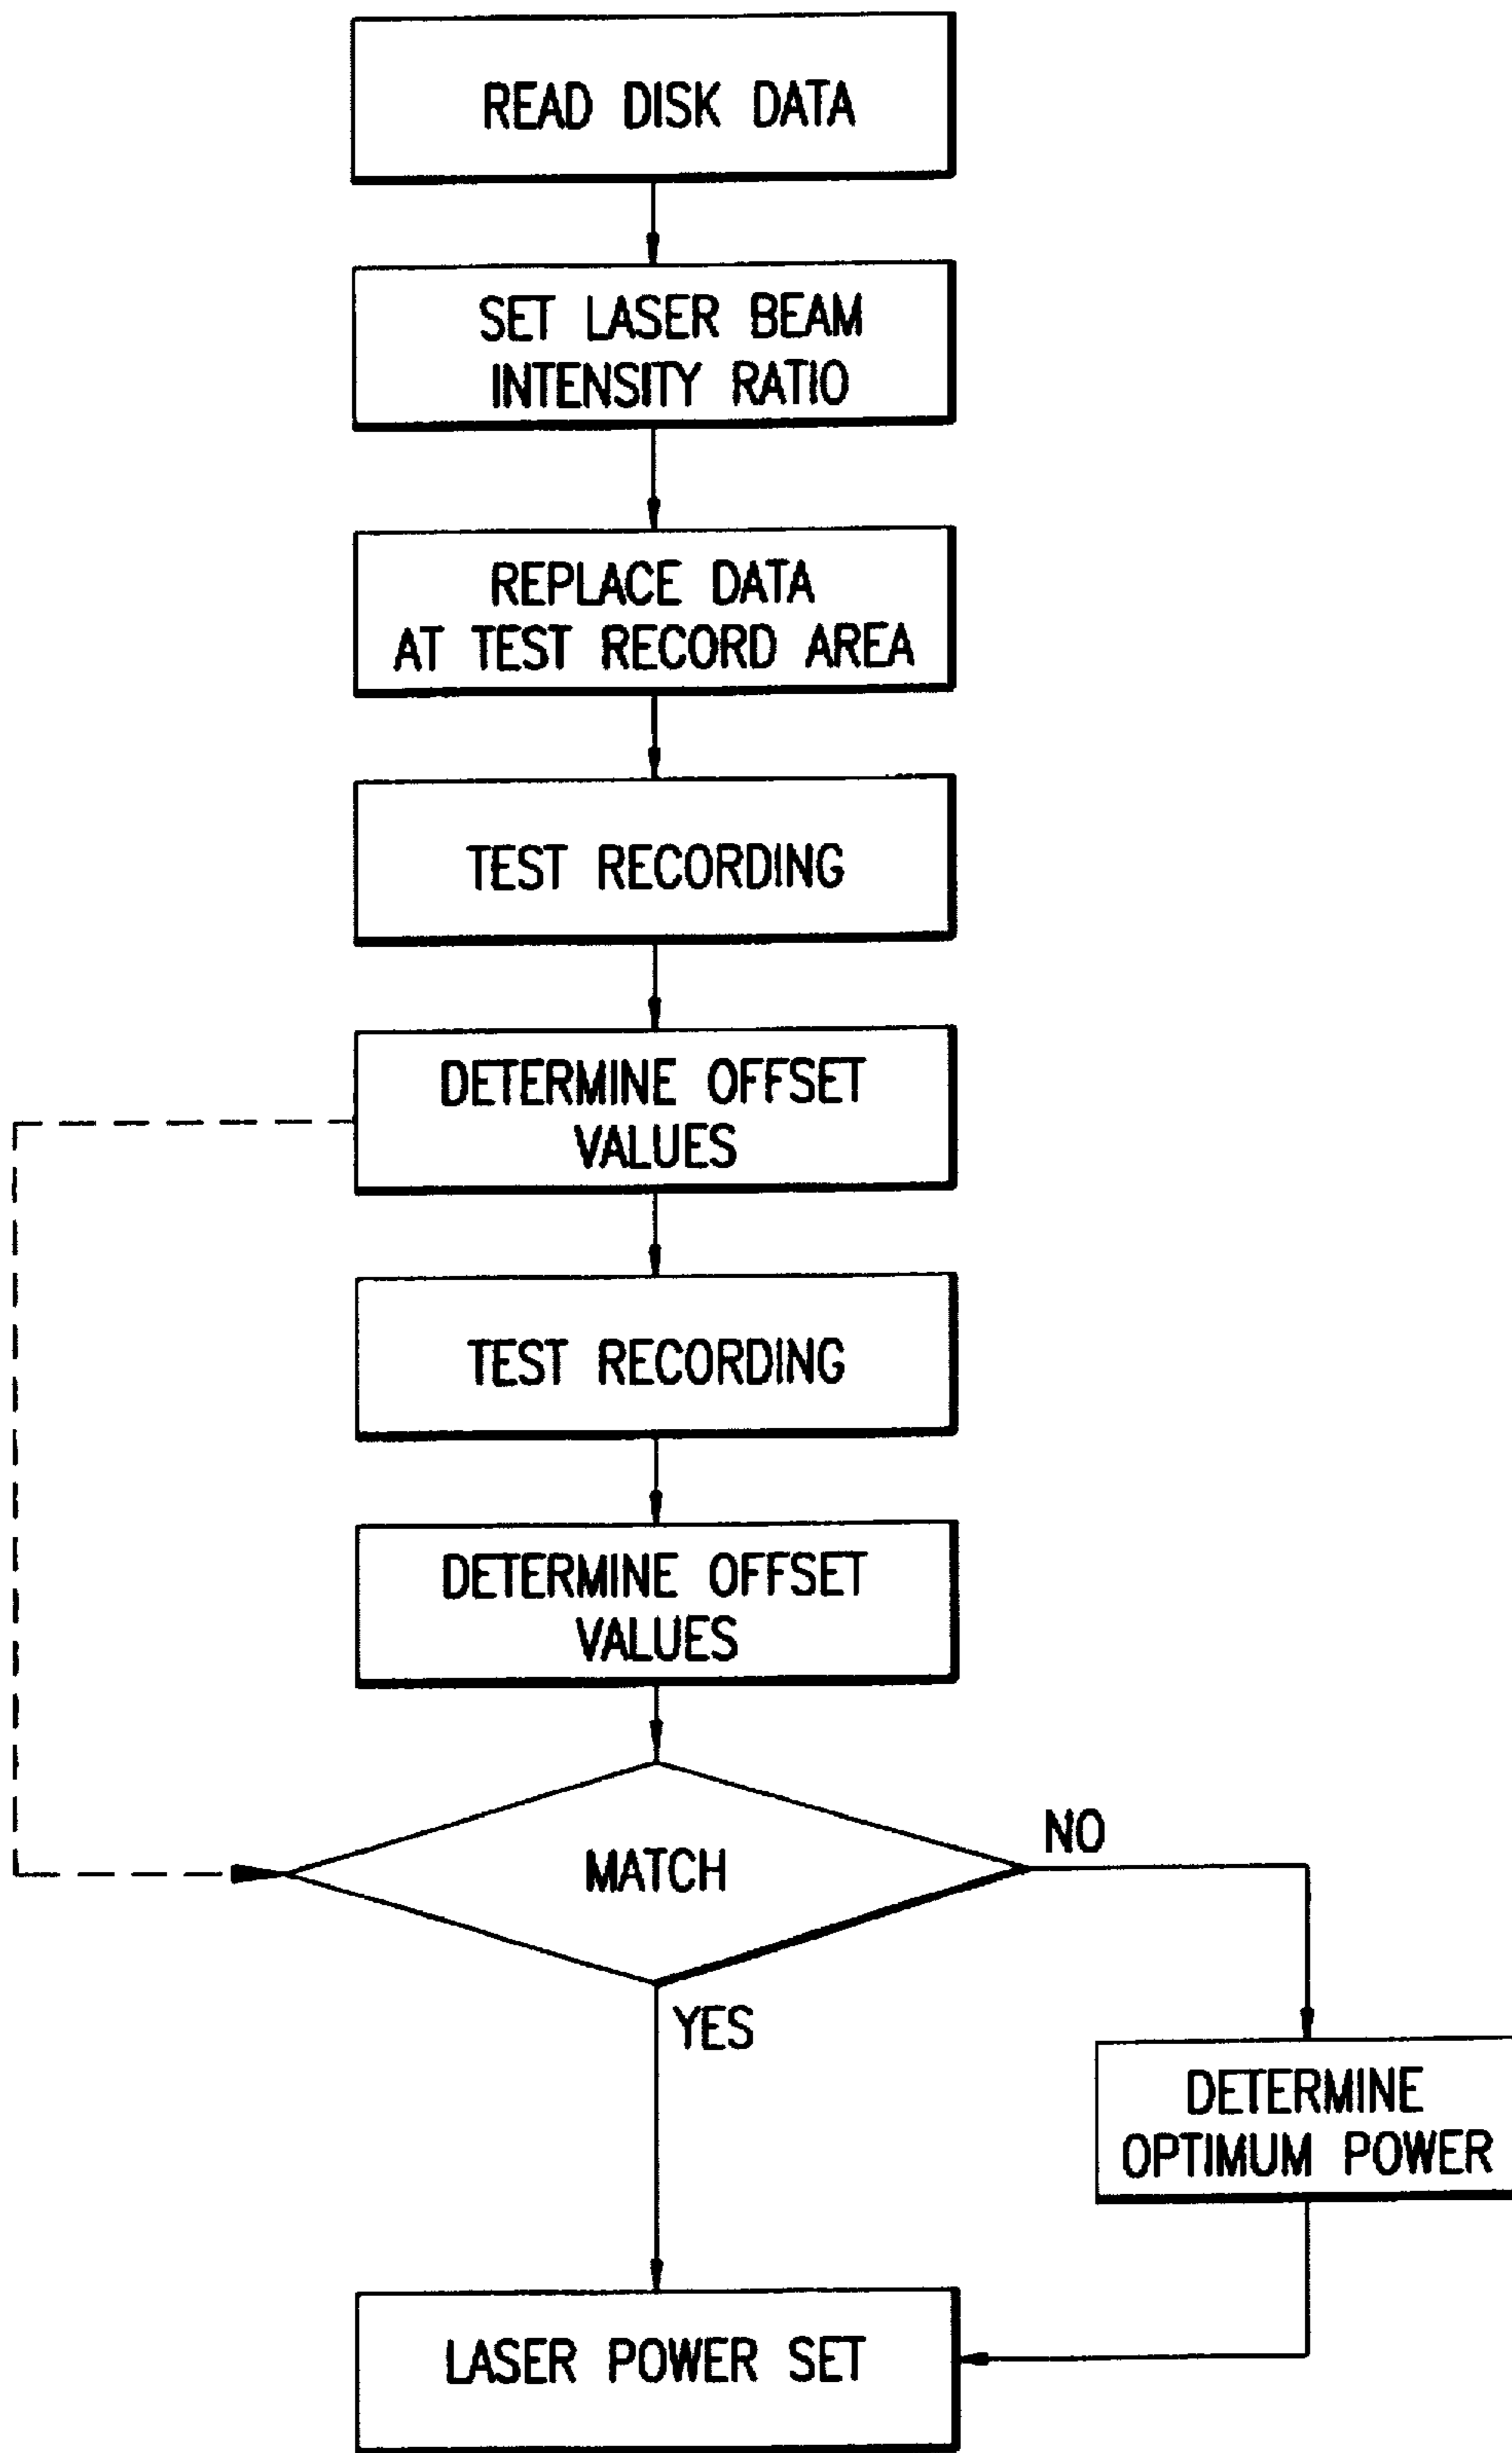 READ DISK DATA
SET LASER BEAM
INTENSITY RATIO
REPLACE DATA
AT TEST RECORD AREA
TEST RECORDING
DETERMINE OFFSET
VALUES
TEST RECORDING
DETERMINE OFFSET
VALUES
MATCH
NO
YES
DETERMINE
OPTIMUM POWER
LASER POWER SET